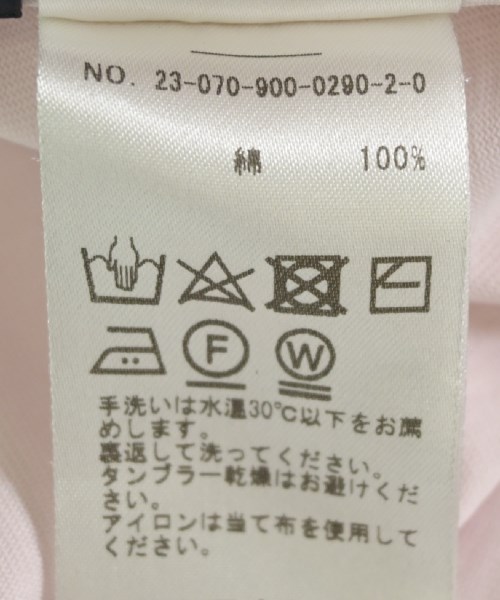 NO. 23-070-900-0290-2-0
綿 100%
F W
手洗いは水温30℃以下をお薦
めします。
裏返して洗ってください。
タンブラー乾燥はお避けくだ
さい。
アイロンは当て布を使用して
ください。